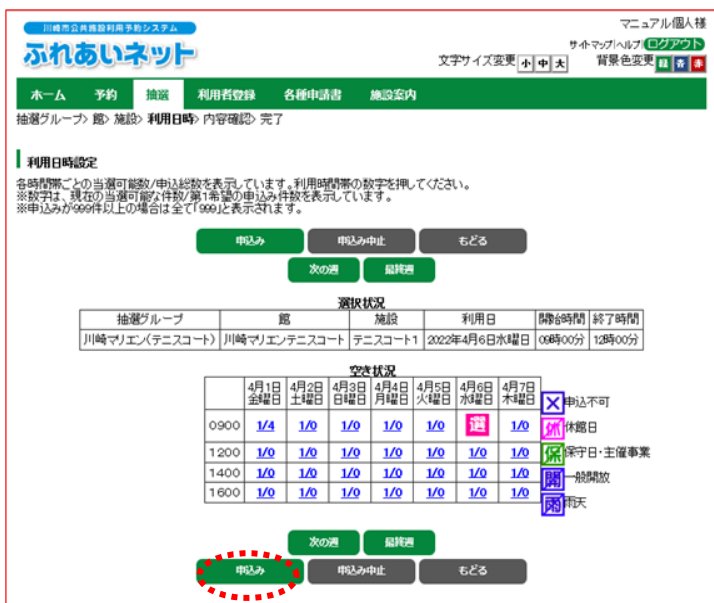 川崎市公共施設利用予約システム
ふれあいネット
マニュアル個人様
サイトマップ/ヘルプ/ログアウト
文字サイズ変更 小 中 大 背景色変更 緑 青 赤
ホーム 予約 抽選 利用者登録 各種申請書 施設案内
抽選グループ> 館> 施設> 利用日時> 内容確認> 完了
利用日時設定
各時間帯ごとの当選可能数/申込総数を表示しています。利用時間帯の数字を押してください。
※数字は、現在の当選可能な件数/第1希望の申込み件数を表示しています。
※申込みが999件以上の場合は全て「999」と表示されます。
申込み 申込み中止 もどる
次の週 最終週
選択状況
抽選グループ 館 施設 利用日 開始時間 終了時間
川崎マリエン(テニスコート) 川崎マリエンテニスコート テニスコート1 2022年4月6日水曜日 09時00分 12時00分
空き状況
4月1日 4月2日 4月3日 4月4日 4月5日 4月6日 4月7日
金曜日 土曜日 日曜日 月曜日 火曜日 水曜日 木曜日
0900 1/4 1/0 1/0 1/0 1/0 選 1/0
1200 1/0 1/0 1/0 1/0 1/0 1/0 1/0
1400 1/0 1/0 1/0 1/0 1/0 1/0 1/0
1600 1/0 1/0 1/0 1/0 1/0 1/0 1/0
X 申込不可
休 休館日
保 保守日・主催事業
開 一般開放
雨 雨天
次の週 最終週
申込み 申込み中止 もどる